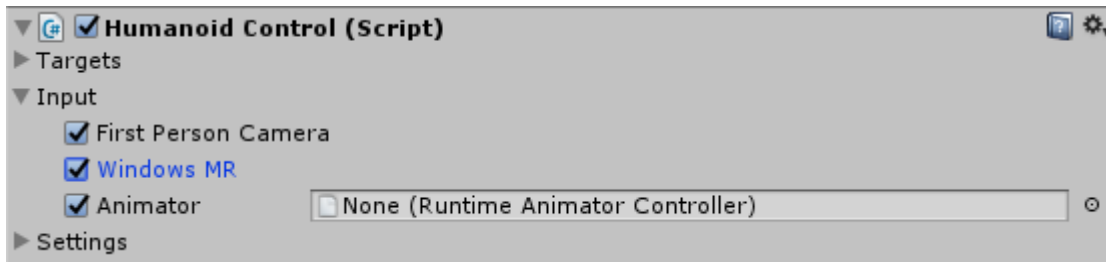 Humanoid Control (Script)
Targets
Input
First Person Camera
Windows MR
Animator None (Runtime Animator Controller)
Settings